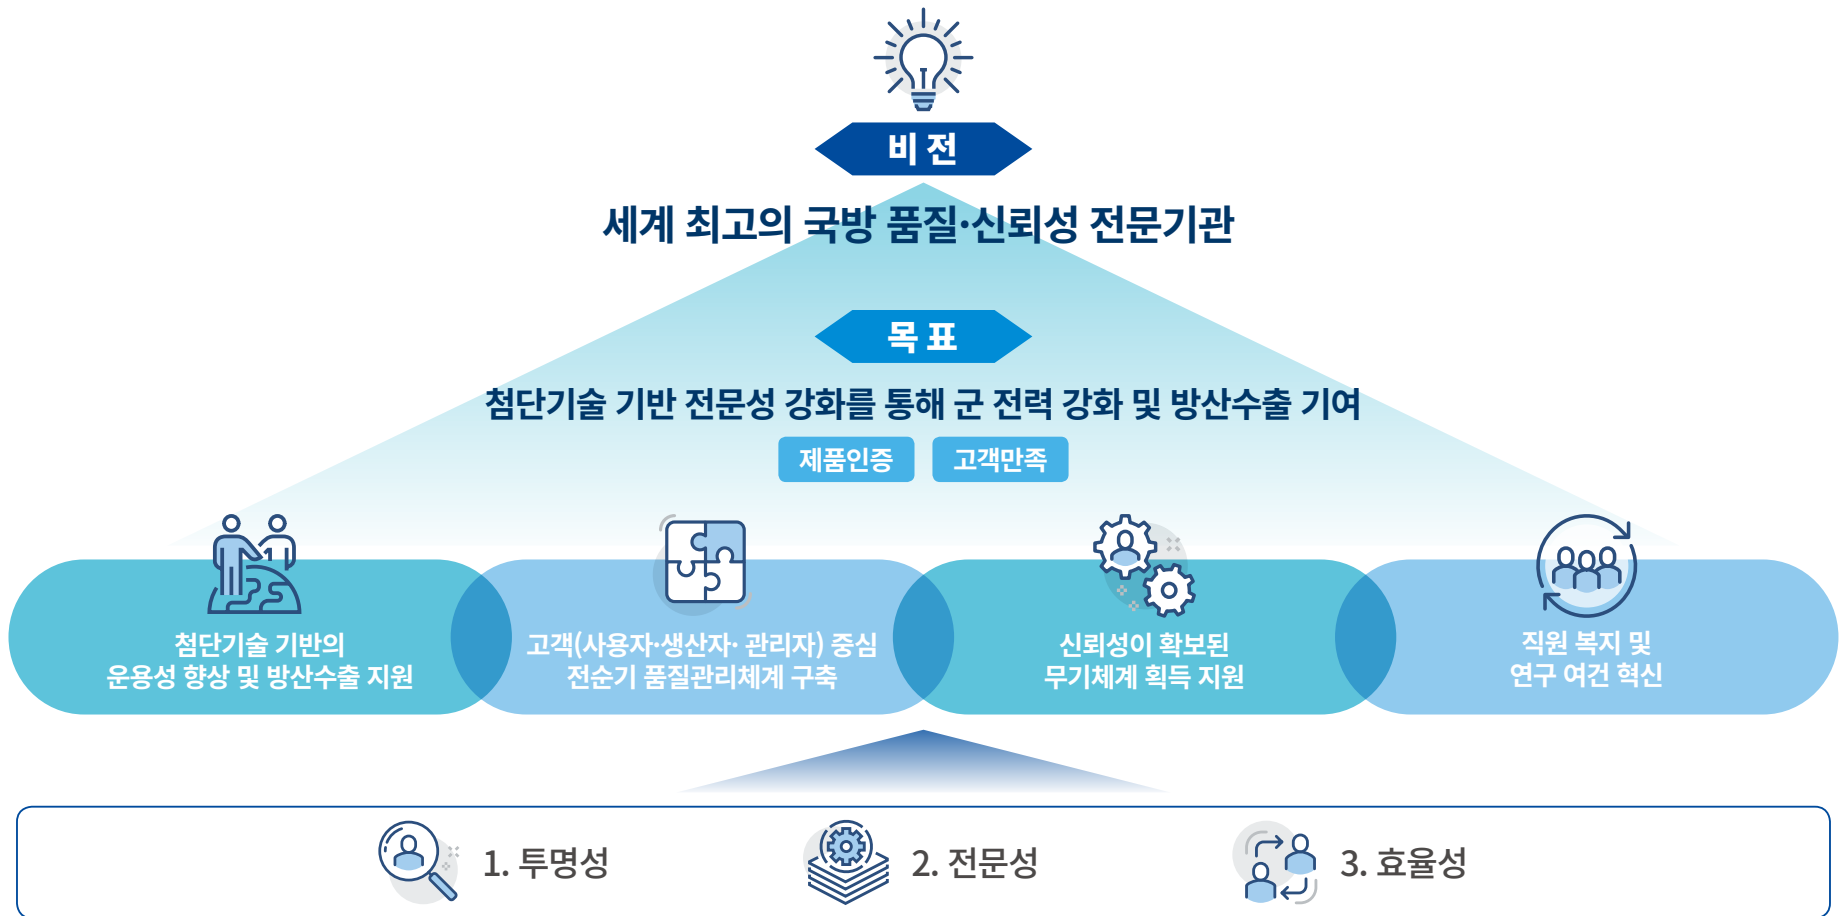 비 전
세계 최고의 국방 품질·신뢰성 전문기관
목 표
첨단기술 기반 전문성 강화를 통해 군 전력 강화 및 방산수출 기여
제품인증
고객만족
첨단기술 기반의
운용성 향상 및 방산수출 지원
고객(사용자·생산자· 관리자) 중심
전순기 품질관리체계 구축
신뢰성이 확보된
무기체계 획득 지원
직원 복지 및
연구 여건 혁신
1. 투명성
2. 전문성
3. 효율성